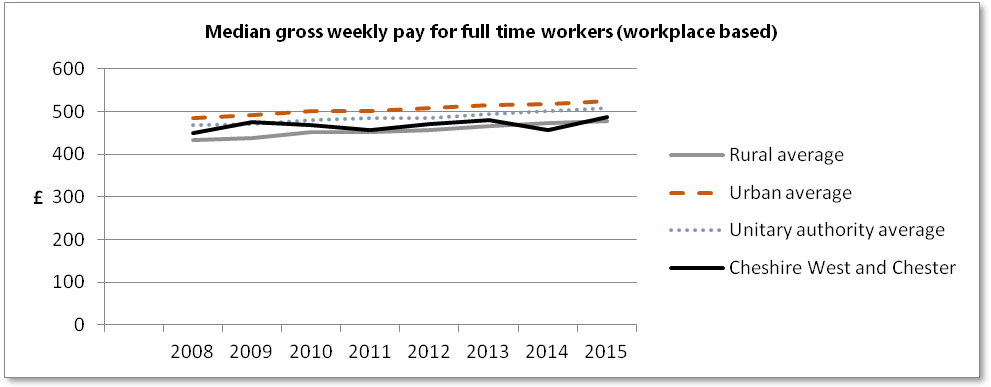 Median gross weekly pay for full time workers (workplace based)
600
500
400
300
200
100
0
£
2008 2009 2010 2011 2012 2013 2014 2015
Rural average
Urban average
Unitary authority average
Cheshire West and Chester